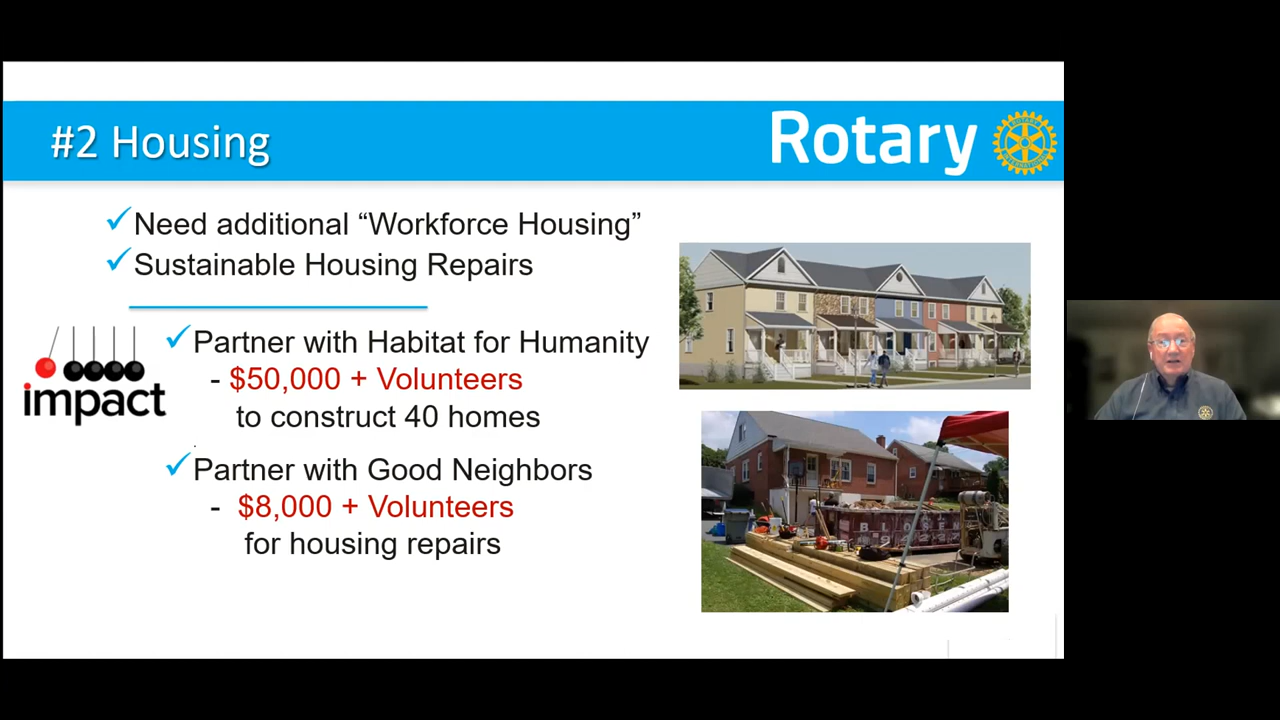 #2 Housing
Rotary
Need additional “Workforce Housing”
Sustainable Housing Repairs
impact
Partner with Habitat for Humanity
- $50,000 + Volunteers
to construct 40 homes
Partner with Good Neighbors
- $8,000 + Volunteers
for housing repairs
BLOSEN